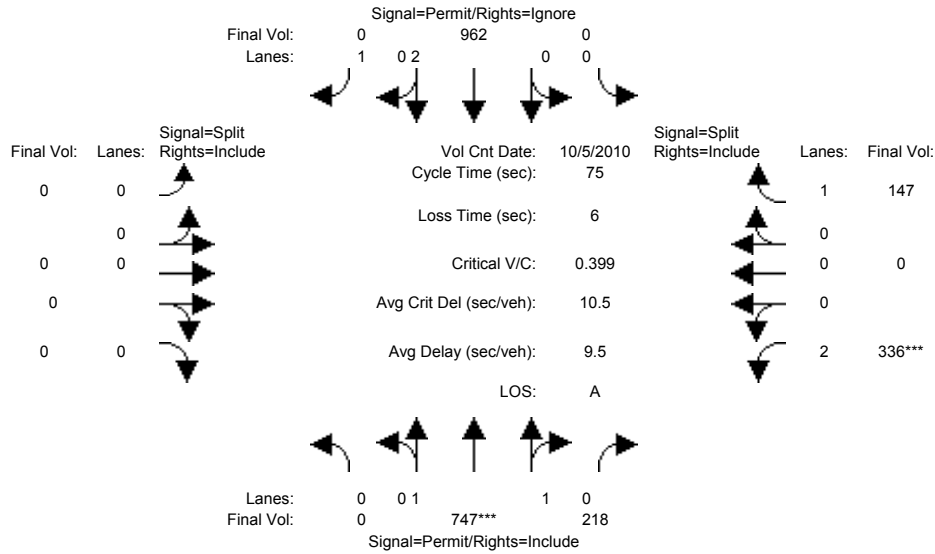 Signal=Permit/Rights=Ignore
Final Vol: 0 962 0
Lanes: 1 0 2 0 0
Signal=Split Signal=Split
Final Vol: Lanes: Rights=Include Vol Cnt Date: 10/5/2010 Rights=Include Lanes: Final Vol:
Cycle Time (sec): 75
0 0 1 147
Loss Time (sec): 6
0 0
0 0 Critical V/C: 0.399 0 0
0 Avg Crit Del (sec/veh): 10.5 0
0 0 Avg Delay (sec/veh): 9.5 2 336***
LOS: A
Lanes: 0 0 1 1 0
Final Vol: 0 747*** 218
Signal=Permit/Rights=Include